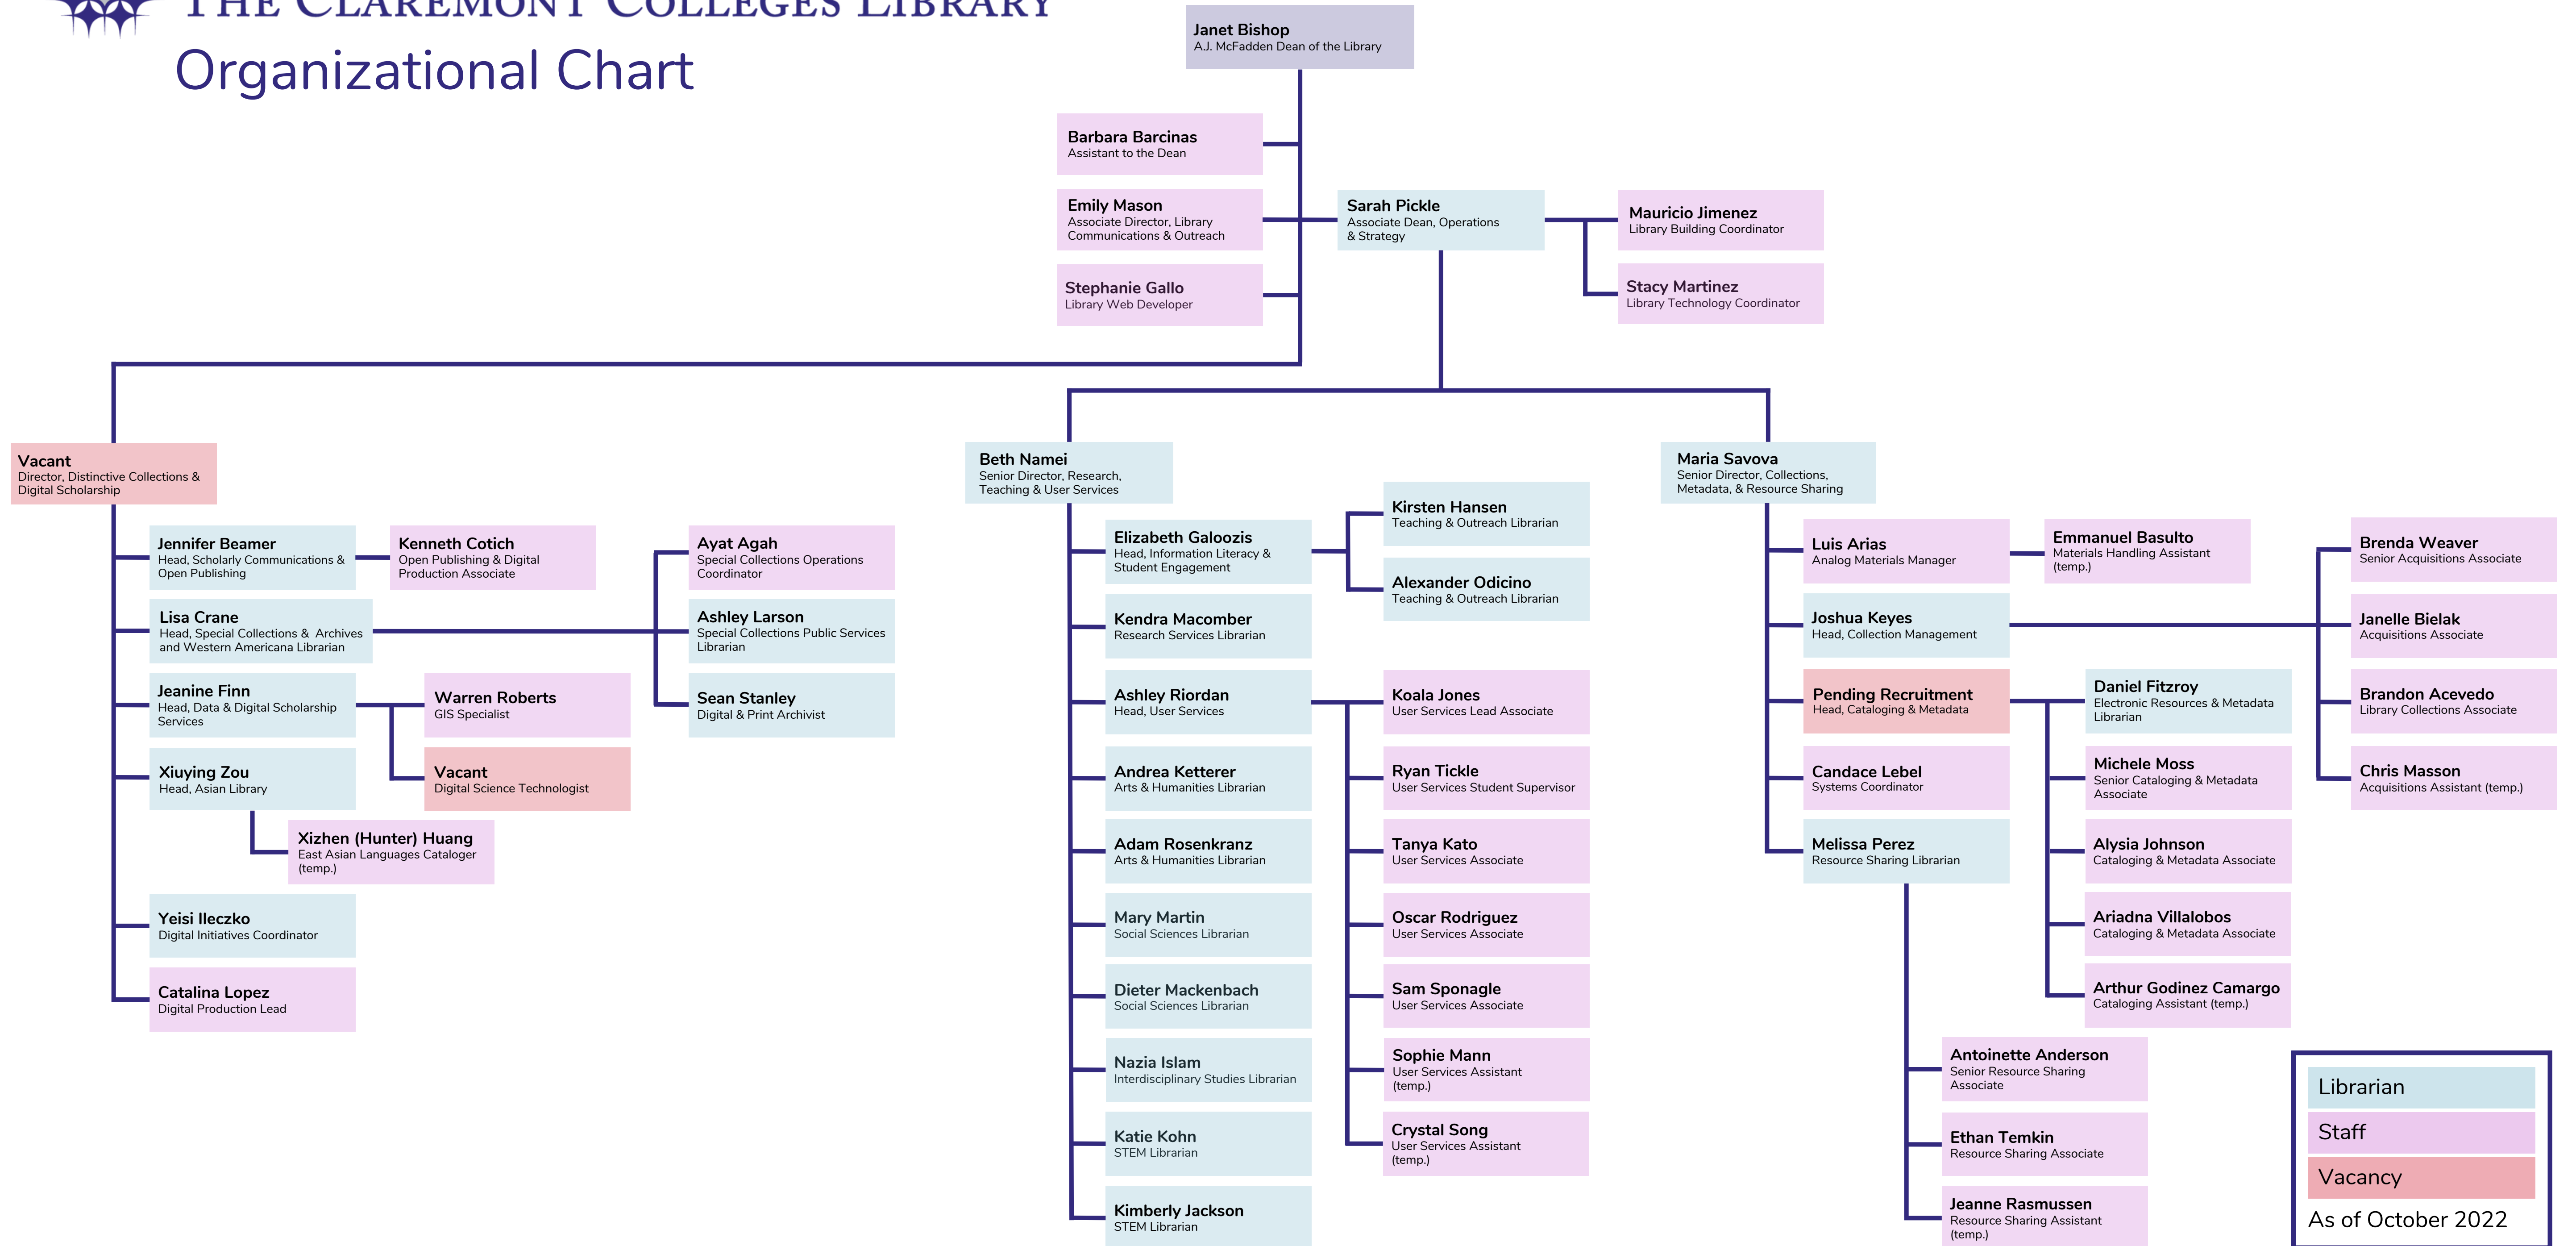 THE CLAREMONT COLLEGES LIBRARY
Organizational Chart
Janet Bishop
A.J. McFadden Dean of the Library
Barbara Barcinas
Assistant to the Dean
Emily Mason
Associate Director, Library
Communications & Outreach
Stephanie Gallo
Library Web Developer
Sarah Pickle
Associate Dean, Operations
& Strategy
Mauricio Jimenez
Library Building Coordinator
Stacy Martinez
Library Technology Coordinator
Vacant
Director, Distinctive Collections &
Digital Scholarship
Jennifer Beamer
Head, Scholarly Communications &
Open Publishing
Kenneth Cotich
Open Publishing & Digital
Production Associate
Lisa Crane
Head, Special Collections & Archives
and Western Americana Librarian
Ayat Agah
Special Collections Operations
Coordinator
Ashley Larson
Special Collections Public Services
Librarian
Sean Stanley
Digital & Print Archivist
Jeanine Finn
Head, Data & Digital Scholarship
Services
Warren Roberts
GIS Specialist
Vacant
Digital Science Technologist
Xiuying Zou
Head, Asian Library
Xizhen (Hunter) Huang
East Asian Languages Cataloger
(temp.)
Yeisi Ileczko
Digital Initiatives Coordinator
Catalina Lopez
Digital Production Lead
Beth Namei
Senior Director, Research,
Teaching & User Services
Elizabeth Galoozis
Head, Information Literacy &
Student Engagement
Kirsten Hansen
Teaching & Outreach Librarian
Alexander Odicino
Teaching & Outreach Librarian
Kendra Macomber
Research Services Librarian
Ashley Riordan
Head, User Services
Koala Jones
User Services Lead Associate
Ryan Tickle
User Services Student Supervisor
Tanya Kato
User Services Associate
Oscar Rodriguez
User Services Associate
Sam Sponagle
User Services Associate
Sophie Mann
User Services Assistant
(temp.)
Crystal Song
User Services Assistant
(temp.)
Andrea Ketterer
Arts & Humanities Librarian
Adam Rosenkranz
Arts & Humanities Librarian
Mary Martin
Social Sciences Librarian
Dieter Mackenbach
Social Sciences Librarian
Nazia Islam
Interdisciplinary Studies Librarian
Katie Kohn
STEM Librarian
Kimberly Jackson
STEM Librarian
Maria Savova
Senior Director, Collections,
Metadata, & Resource Sharing
Luis Arias
Analog Materials Manager
Emmanuel Basulto
Materials Handling Assistant
(temp.)
Joshua Keyes
Head, Collection Management
Brenda Weaver
Senior Acquisitions Associate
Janelle Bielak
Acquisitions Associate
Brandon Acevedo
Library Collections Associate
Chris Masson
Acquisitions Assistant (temp.)
Pending Recruitment
Head, Cataloging & Metadata
Daniel Fitzroy
Electronic Resources & Metadata
Librarian
Michele Moss
Senior Cataloging & Metadata
Associate
Alysia Johnson
Cataloging & Metadata Associate
Ariadna Villalobos
Cataloging & Metadata Associate
Arthur Godinez Camargo
Cataloging Assistant (temp.)
Candace Lebel
Systems Coordinator
Melissa Perez
Resource Sharing Librarian
Antoinette Anderson
Senior Resource Sharing
Associate
Ethan Temkin
Resource Sharing Associate
Jeanne Rasmussen
Resource Sharing Assistant
(temp.)
Librarian
Staff
Vacancy
As of October 2022